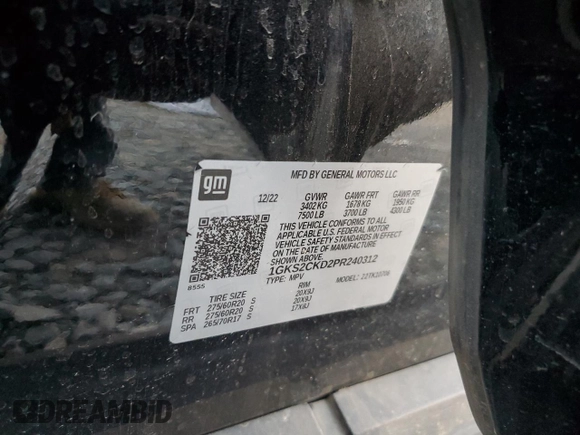 gm
MFD BY GENERAL MOTORS LLC
12/22 GVWR GAWR FRT GAWR RR
3402 KG 1678 KG 1950 KG
7500 LB 3700 LB 4300 LB
THIS VEHICLE CONFORMS TO ALL
APPLICABLE U.S. FEDERAL MOTOR
VEHICLE SAFETY STANDARDS IN
EFFECT ON THE DATE OF MANUFACTURE
SHOWN ABOVE.
1GKS2CKD2PR240312
TYPE: MPV MODEL:
8555
TIRE SIZE RIM
FRT 275/60R20 S 20X9J
RR 275/60R20 S 20X9J
SPA 265/70R17 S 17X8J
DREAMBID